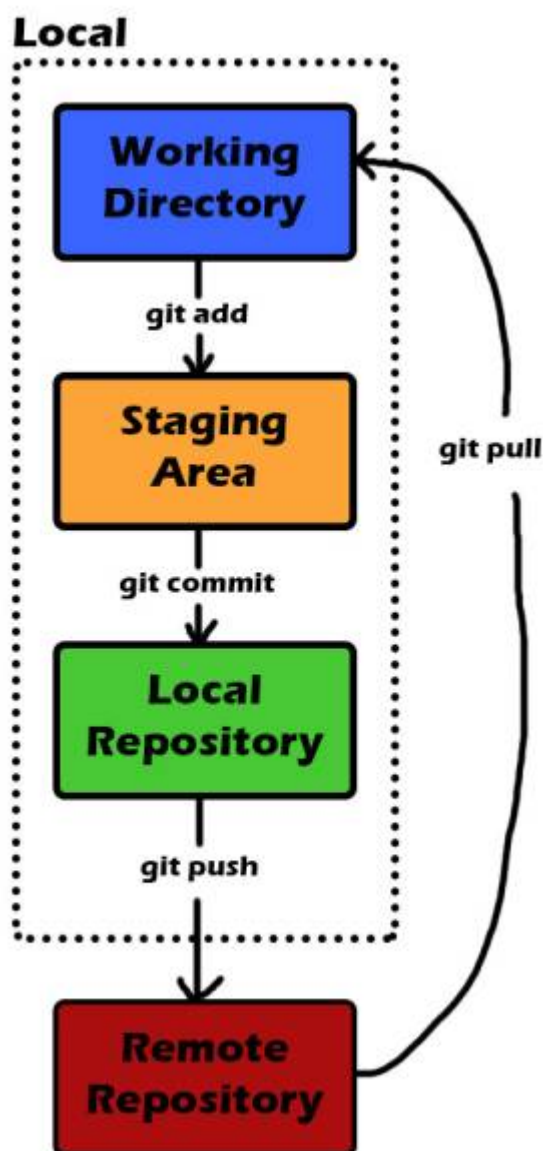 Local
Working
Directory
git add
Staging
Area
git pull
git commit
Local
Repository
git push
Remote
Repository